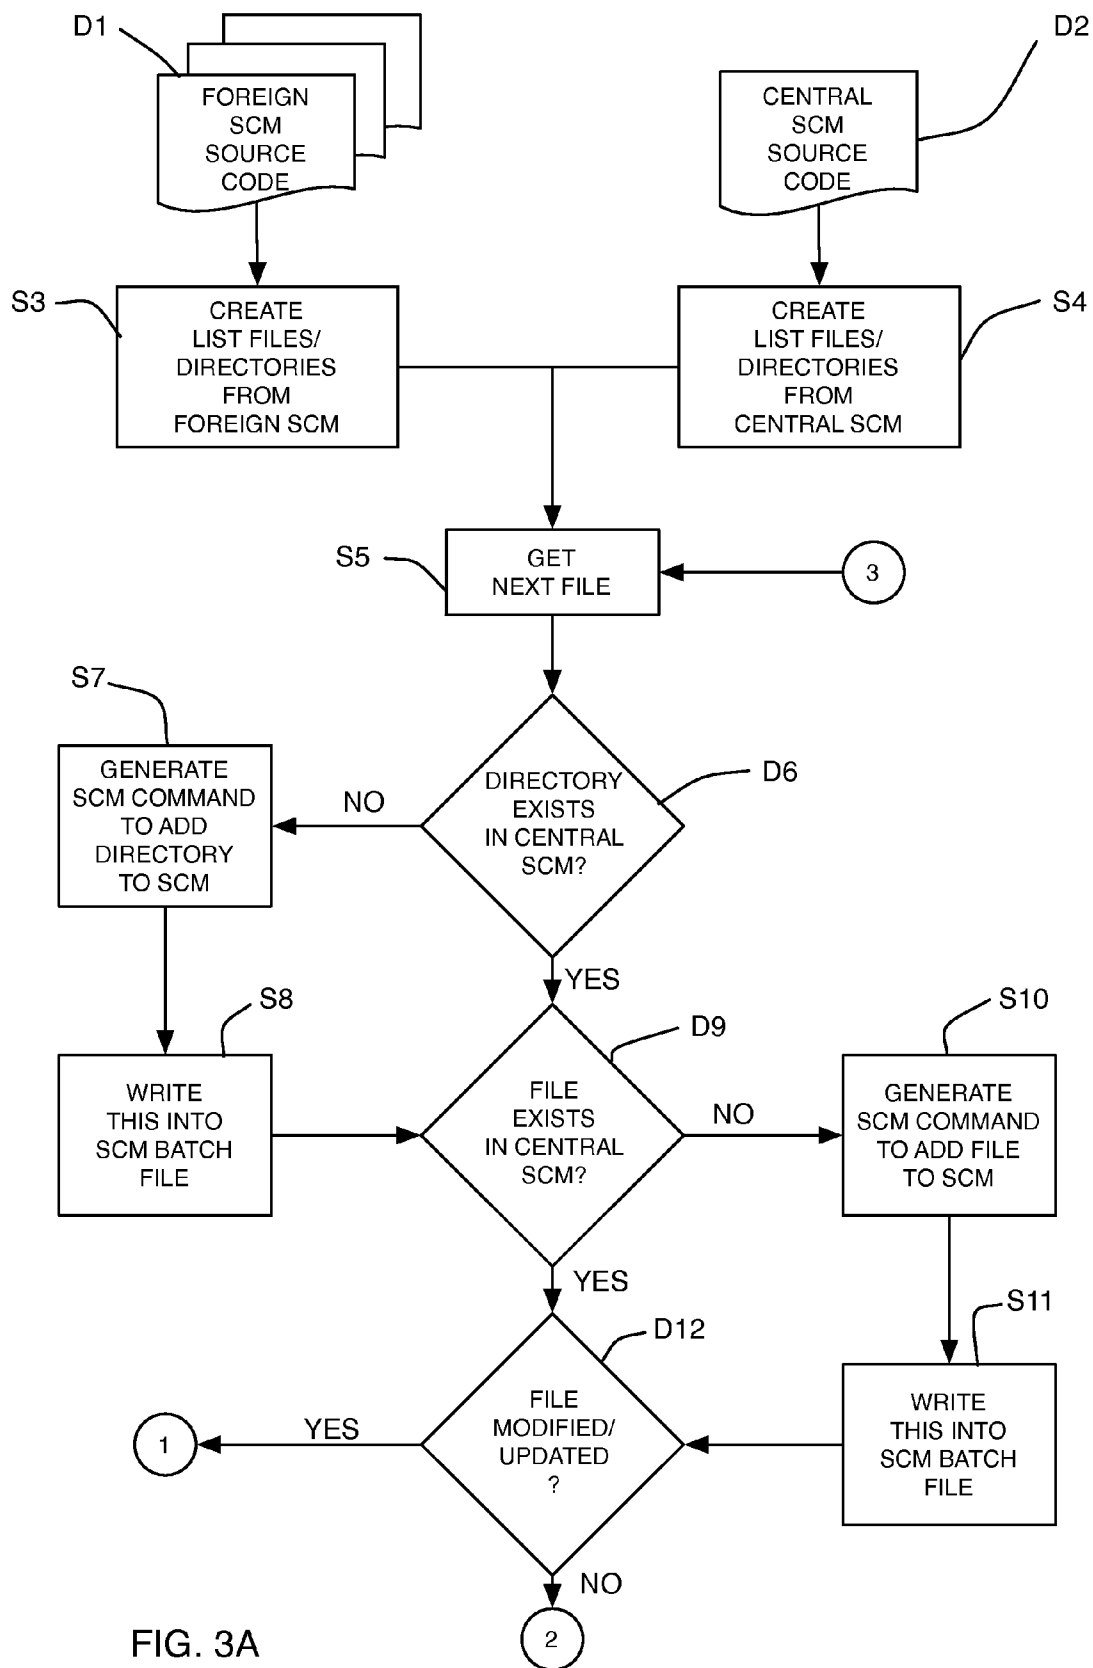 D1
D2
FOREIGN
SCM
SOURCE
CODE
CENTRAL
SCM
SOURCE
CODE
S3
CREATE
LIST FILES/
DIRECTORIES
FROM
FOREIGN SCM
S4
CREATE
LIST FILES/
DIRECTORIES
FROM
CENTRAL SCM
S5
GET
NEXT FILE
3
S7
GENERATE
SCM COMMAND
TO ADD
DIRECTORY
TO SCM
NO
D6
DIRECTORY
EXISTS
IN CENTRAL
SCM?
YES
S8
WRITE
THIS INTO
SCM BATCH
FILE
D9
FILE
EXISTS
IN CENTRAL
SCM?
NO
S10
GENERATE
SCM COMMAND
TO ADD FILE
TO SCM
YES
S11
WRITE
THIS INTO
SCM BATCH
FILE
D12
FILE
MODIFIED/
UPDATED
?
YES
1
NO
2
FIG. 3A